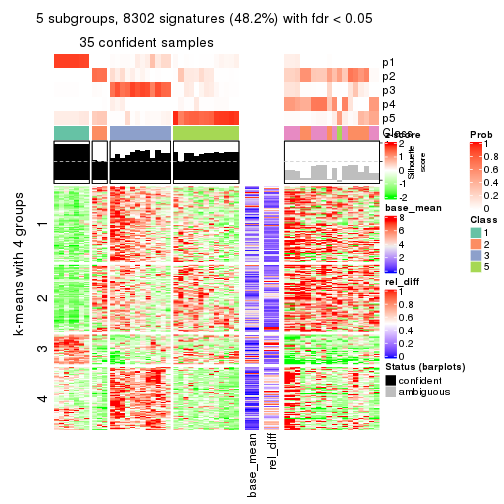 5 subgroups, 8302 signatures (48.2%) with fdr < 0.05
35 confident samples
p1
p2
p3
p4
p5
Class
z-score
2
1
0
-1
-2
Silhouette score
Prob
1
0.8
0.6
0.4
0.2
0
Class
1
2
3
5
base_mean
8
6
4
2
0
rel_diff
1
0.8
0.6
0.4
0.2
0
Status (barplots)
confident
ambiguous
k-means with 4 groups
1
2
3
4
base_mean
rel_diff